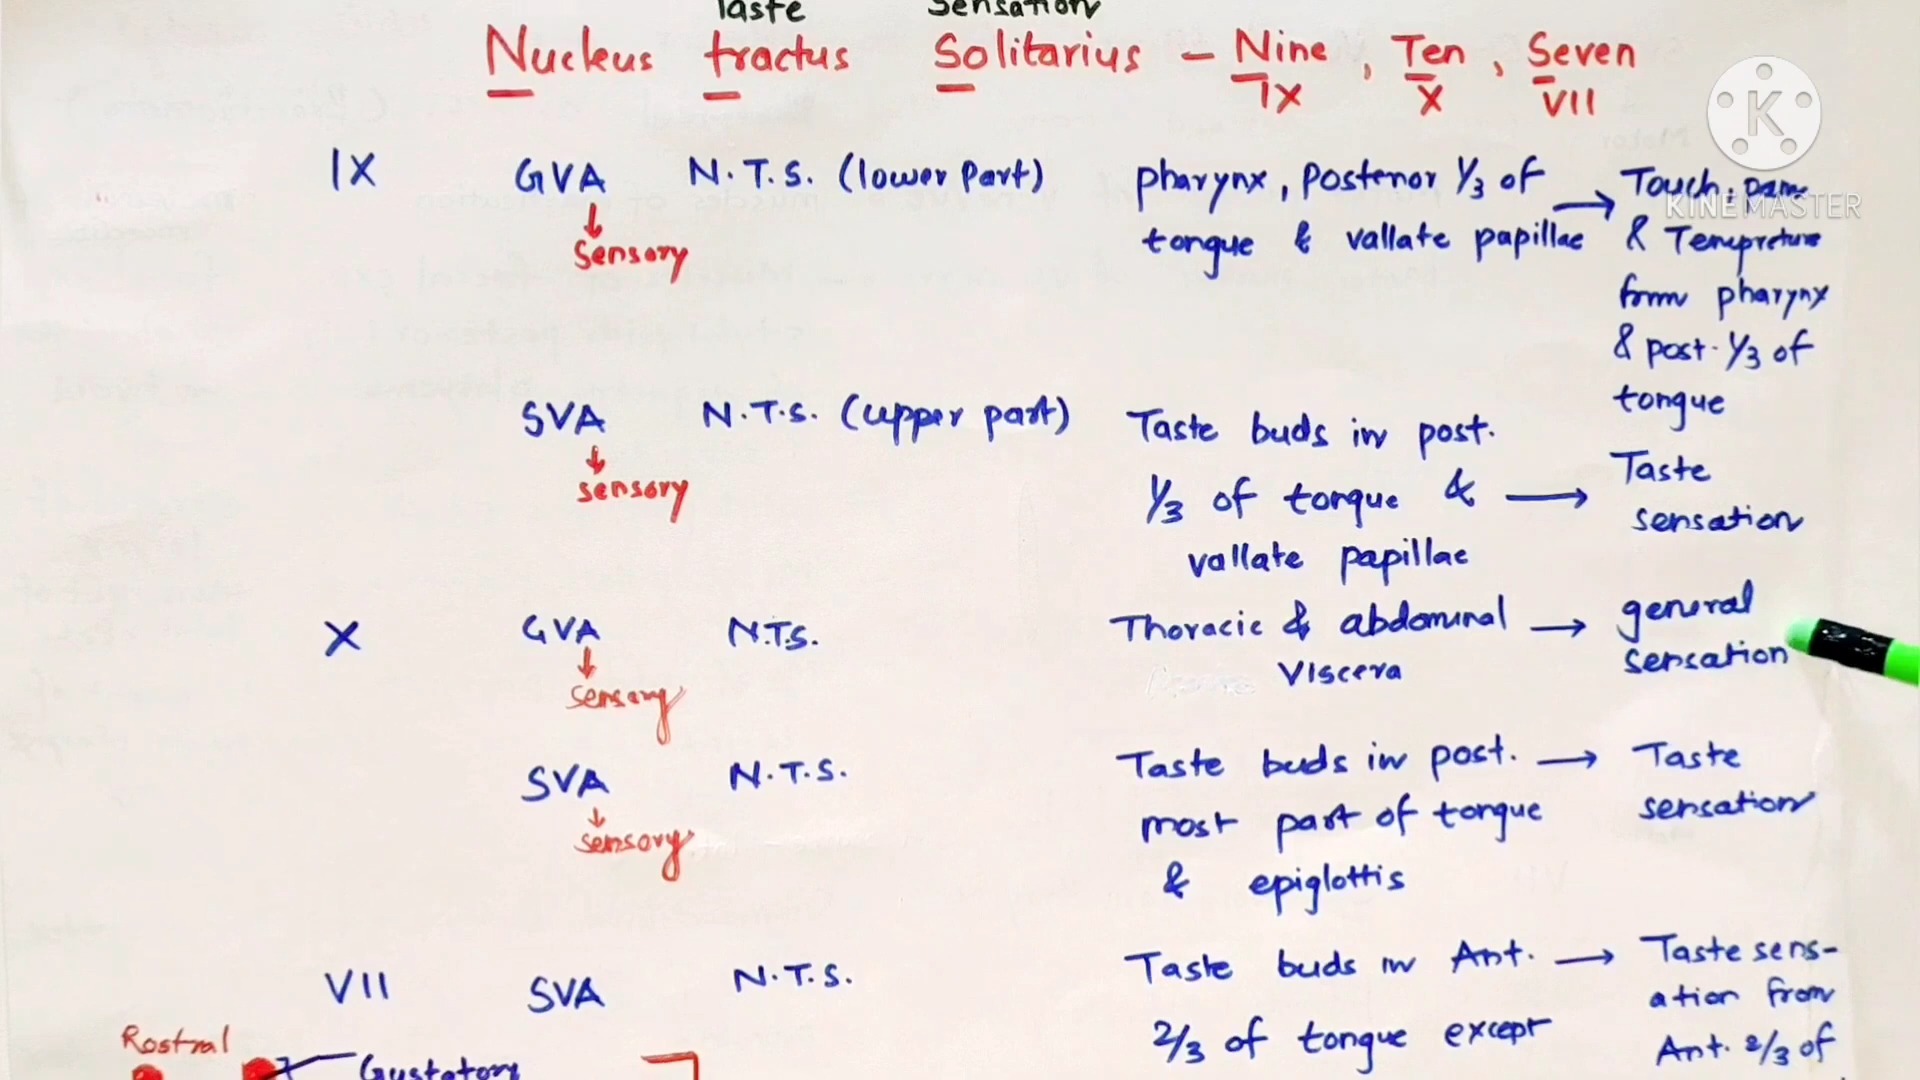 Taste Sensation
Nucleus tractus Solitarius - Nine, Ten, Seven
IX X VII
K
KINEMASTER
IX GVA N.T.S. (lower part) pharynx, posterior 1/3 of → Touch, pain
↓ sensory tongue & vallate papillae & Tempreture
from pharynx
& post. 1/3 of
tongue
SVA N.T.S. (upper part) Taste buds in post.
↓ sensory 1/3 of tongue & → Taste
vallate papillae sensation
X GVA N.T.S. Thoracic & abdominal → general
↓ sensory Viscera sensation
SVA N.T.S. Taste buds in post. → Taste
↓ sensory most part of tongue sensation
& epiglottis
VII SVA N.T.S. Taste buds in Ant. → Taste sens-
2/3 of tongue except ation from
Ant. 2/3 of
Rostral
Gustatory